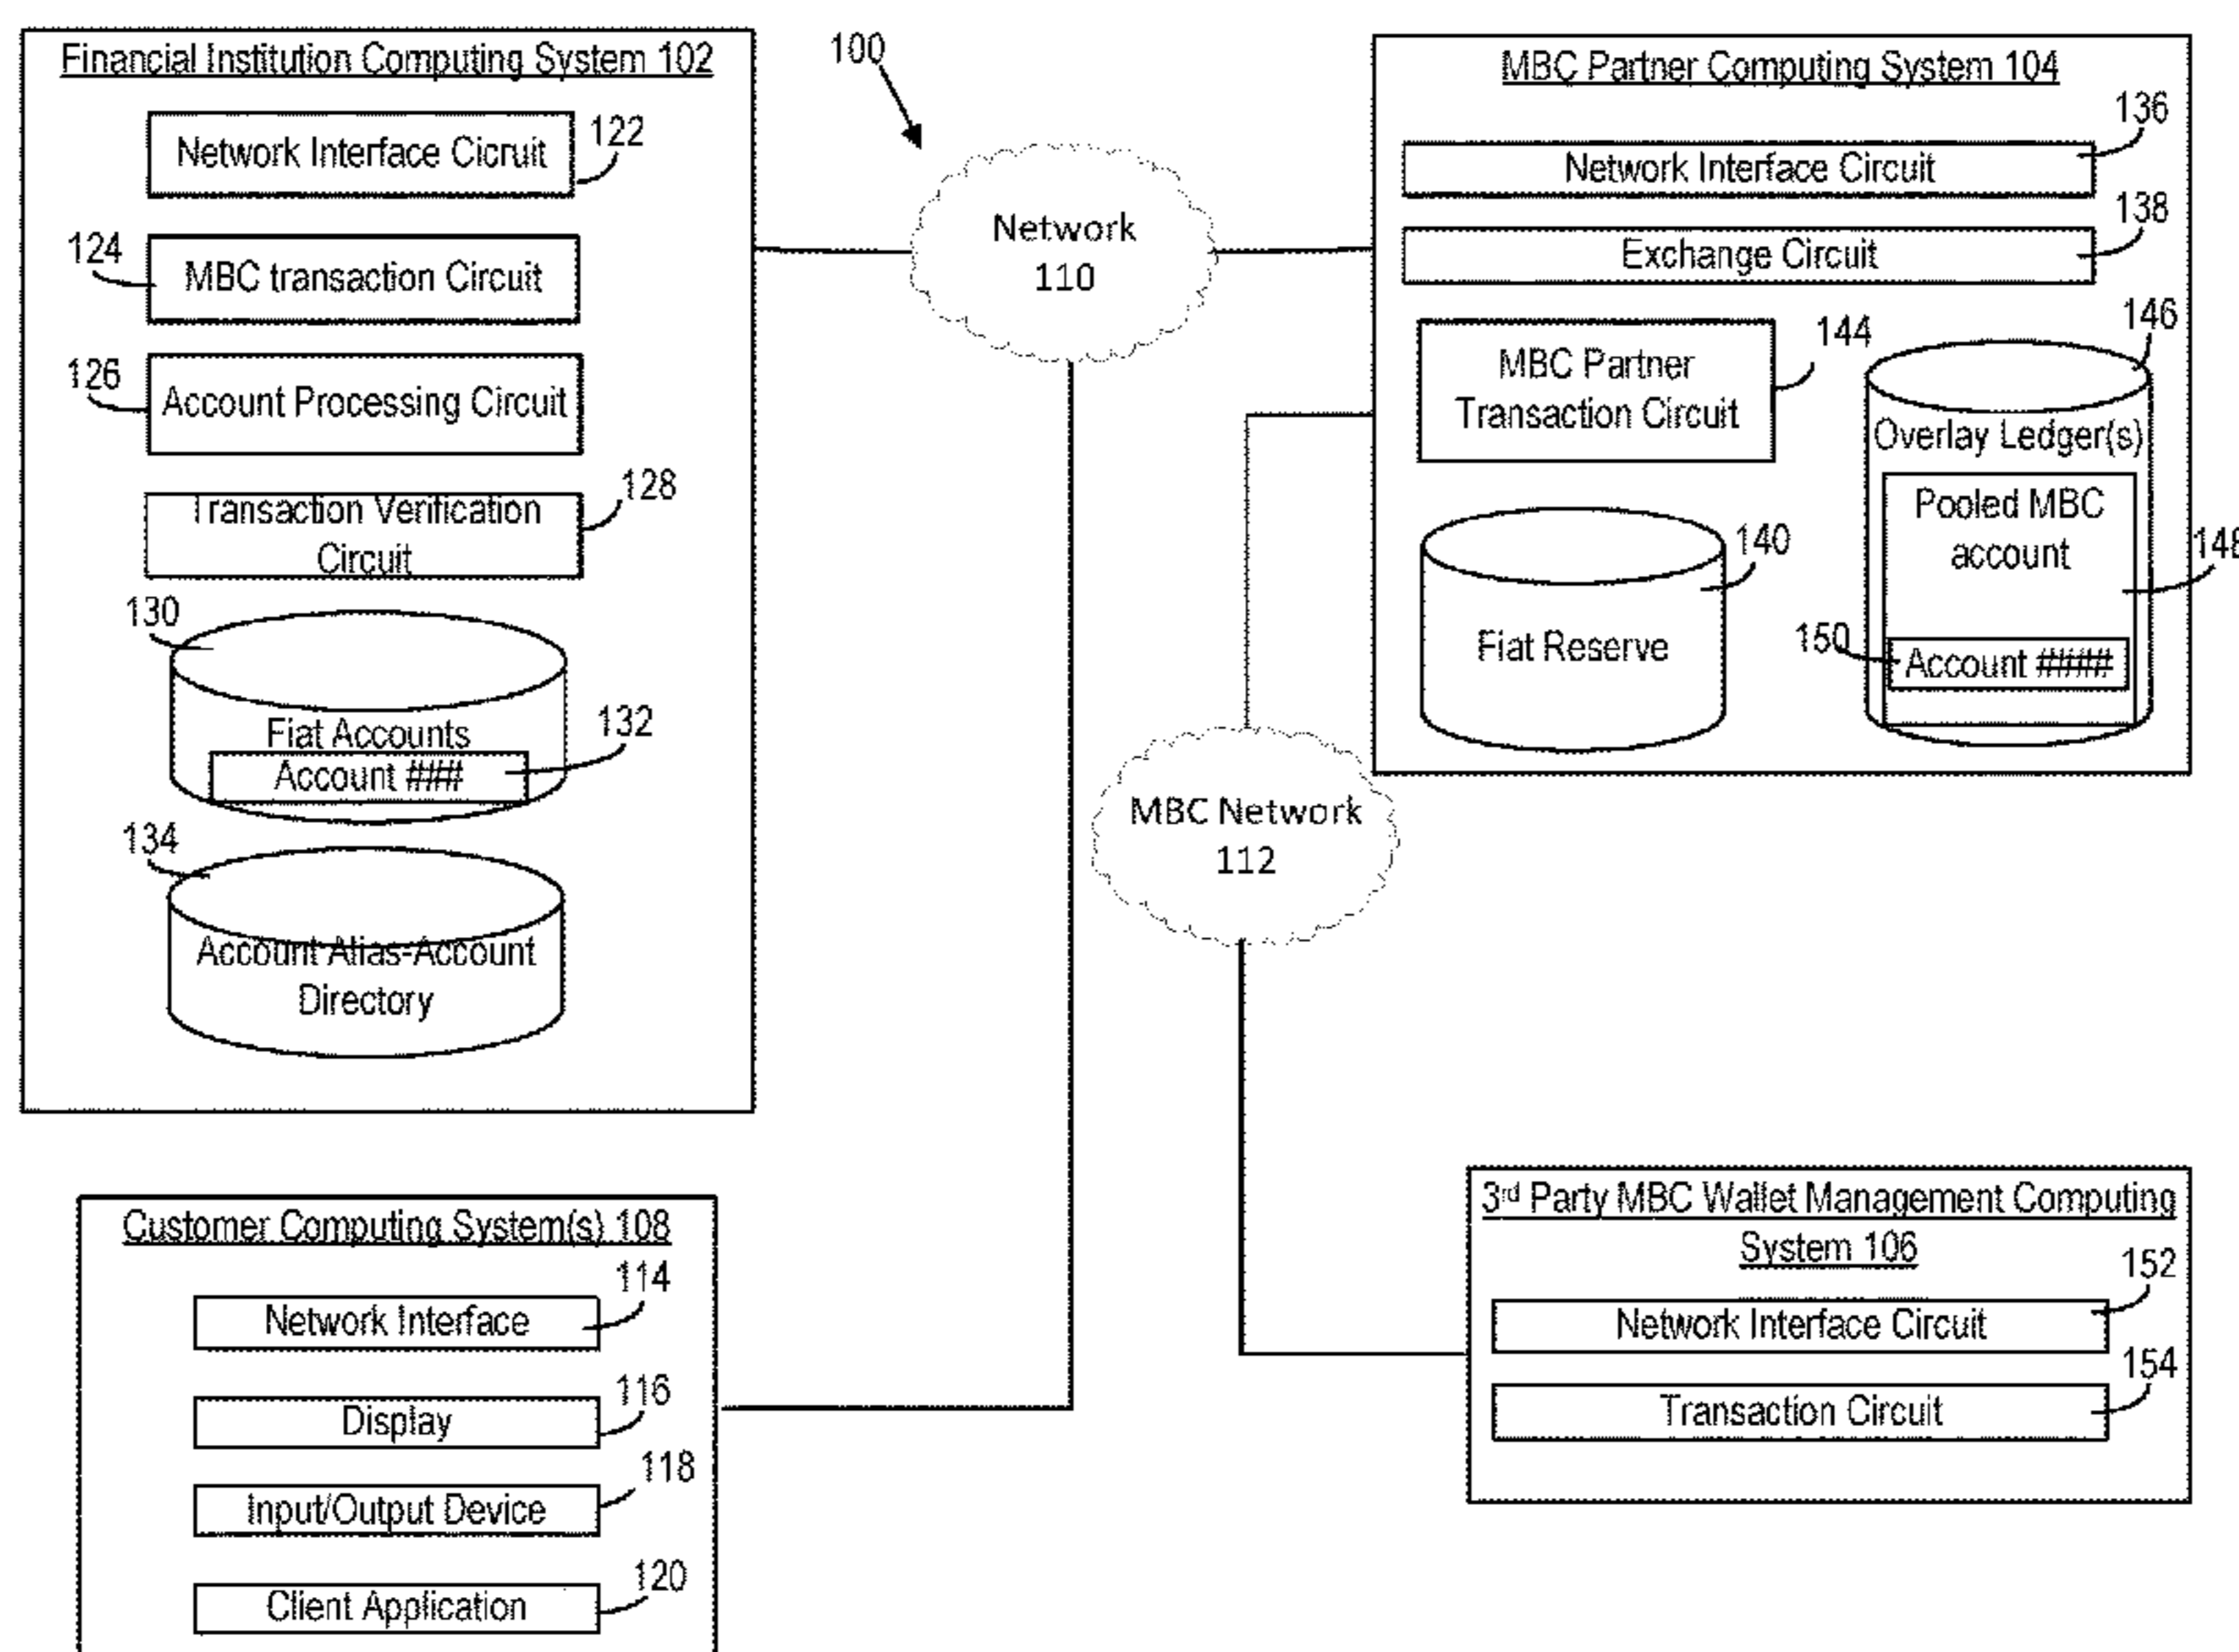 Financial Institution Computing System 102
Network Interface Cicruit
122
124
MBC transaction Circuit
126
Account Processing Circuit
Transaction Verification
Circuit
128
130
Fiat Accounts
Account ###
132
134
Account Alias-Account
Directory
100
Network
110
MBC Partner Computing System 104
136
Network Interface Circuit
138
Exchange Circuit
MBC Partner
Transaction Circuit
144
146
Overlay Ledger(s)
Pooled MBC
account
148
150
Account ####
140
Fiat Reserve
MBC Network
112
Customer Computing System(s) 108
114
Network Interface
116
Display
118
Input/Output Device
120
Client Application
3rd Party MBC Wallet Management Computing
System 106
152
Network Interface Circuit
154
Transaction Circuit